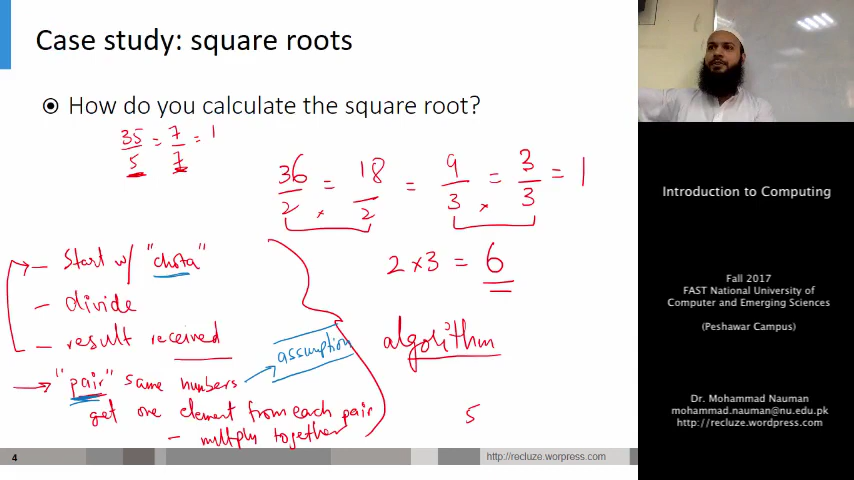 Case study: square roots
How do you calculate the square root?
35/5 = 7/7 = 1
36/2 × = 18/2 = 9/3 × = 3/3 = 1
2 × 3 = 6
- Start w/ "chota"
- divide
- result received
algorithm
assumption
"pair" same numbers
get one element from each pair
- multiply together
5
4
http://recluze.worpress.com
Introduction to Computing
Fall 2017
FAST National University of
Computer and Emerging Sciences
(Peshawar Campus)
Dr. Mohammad Nauman
mohammad.nauman@nu.edu.pk
http://recluze.wordpress.com